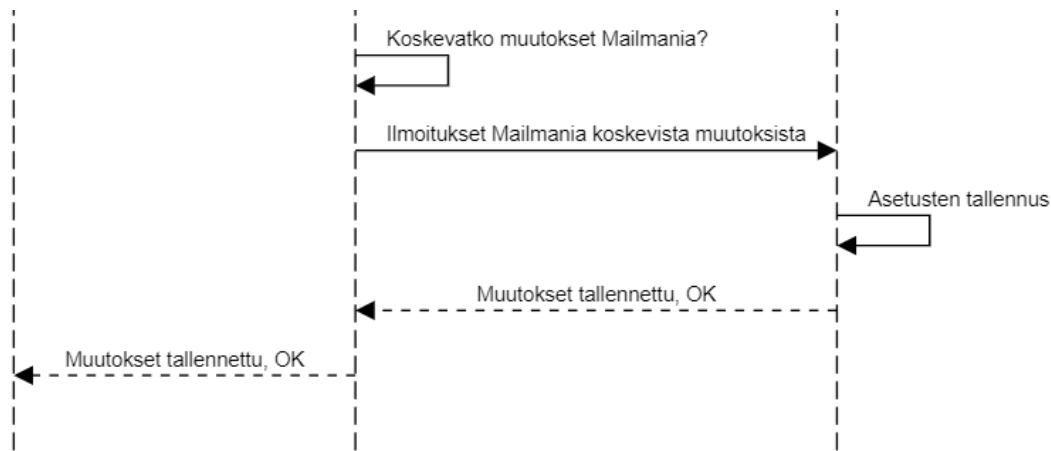 Koskevatko muutokset Mailmania?
Ilmoitukset Mailmania koskevista muutoksista
Asetusten tallennus
Muutokset tallennettu, OK
Muutokset tallennettu, OK